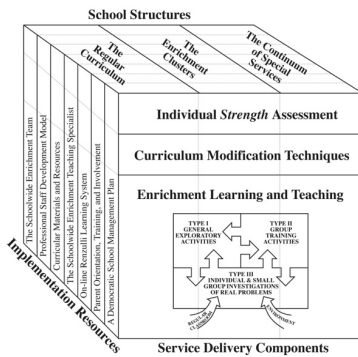 School Structures
The
Regular
Curriculum
The
Enrichment
Clusters
The Continuum
of Special
Services
Individual Strength Assessment
Curriculum Modification Techniques
Enrichment Learning and Teaching
TYPE I
GENERAL
EXPLORATORY
ACTIVITIES
TYPE II
GROUP
TRAINING
ACTIVITIES
TYPE III
INDIVIDUAL & SMALL
GROUP INVESTIGATIONS
OF REAL PROBLEMS
REGULAR
CLASSROOM
ENVIRONMENT
Service Delivery Components
The Schoolwide Enrichment Team
Professional Staff Development Model
Curricular Materials and Resources
The Schoolwide Enrichment Teaching Specialist
On-line Renzulli Learning System
Parent Orientation, Training, and Involvement
A Democratic School Management Plan
Implementation Resources